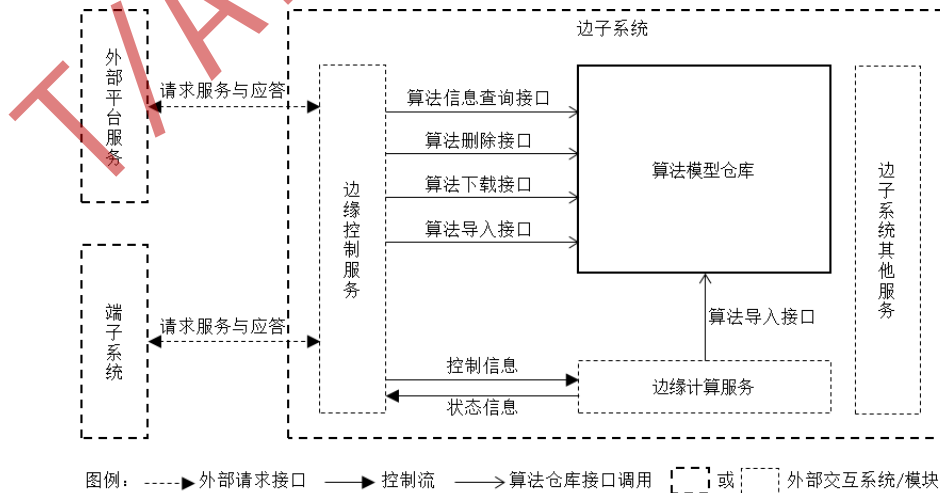 边子系统
外部平台服务
请求服务与应答
边缘控制服务
算法信息查询接口
算法删除接口
算法下载接口
算法导入接口
算法模型仓库
边子系统其他服务
端子系统
请求服务与应答
算法导入接口
控制信息
状态信息
边缘计算服务
图例：
外部请求接口
控制流
算法仓库接口调用
或
外部交互系统/模块
T/A